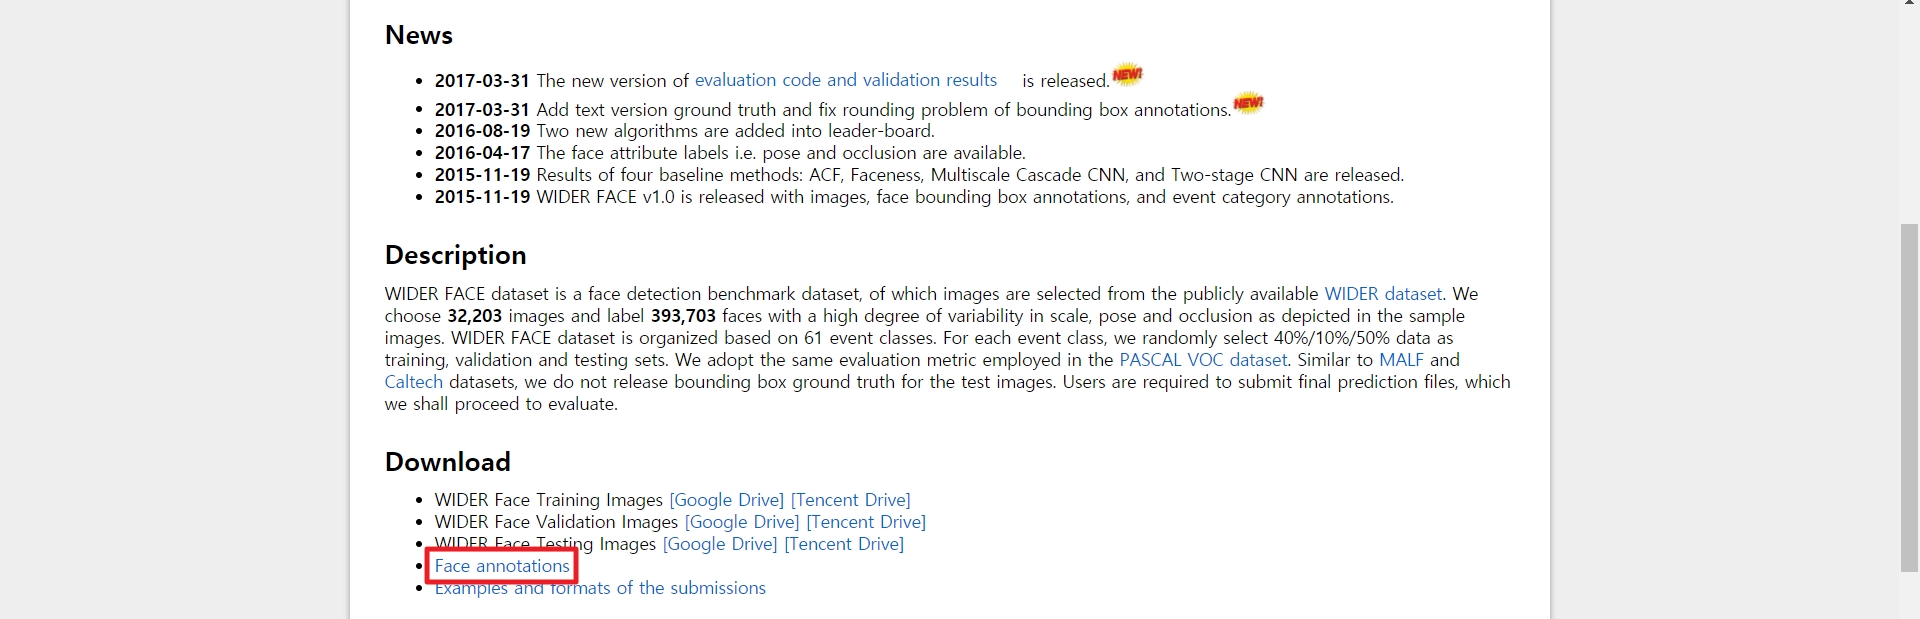 News
• 2017-03-31 The new version of evaluation code and validation results is released. NEW!
• 2017-03-31 Add text version ground truth and fix rounding problem of bounding box annotations. NEW!
• 2016-08-19 Two new algorithms are added into leader-board.
• 2016-04-17 The face attribute labels i.e. pose and occlusion are available.
• 2015-11-19 Results of four baseline methods: ACF, Faceness, Multiscale Cascade CNN, and Two-stage CNN are released.
• 2015-11-19 WIDER FACE v1.0 is released with images, face bounding box annotations, and event category annotations.
Description
WIDER FACE dataset is a face detection benchmark dataset, of which images are selected from the publicly available WIDER dataset. We
choose 32,203 images and label 393,703 faces with a high degree of variability in scale, pose and occlusion as depicted in the sample
images. WIDER FACE dataset is organized based on 61 event classes. For each event class, we randomly select 40%/10%/50% data as
training, validation and testing sets. We adopt the same evaluation metric employed in the PASCAL VOC dataset. Similar to MALF and
Caltech datasets, we do not release bounding box ground truth for the test images. Users are required to submit final prediction files, which
we shall proceed to evaluate.
Download
• WIDER Face Training Images [Google Drive] [Tencent Drive]
• WIDER Face Validation Images [Google Drive] [Tencent Drive]
• WIDER Face Testing Images [Google Drive] [Tencent Drive]
• Face annotations
• Examples and formats of the submissions